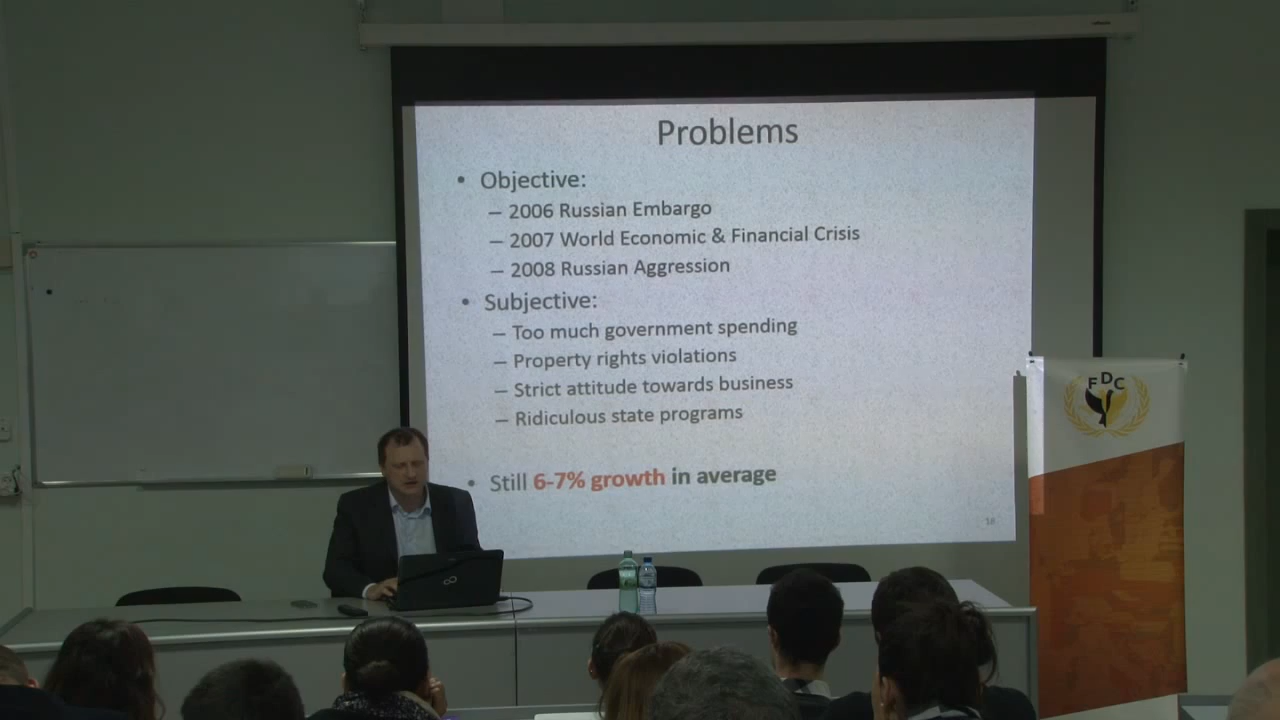 Problems
• Objective:
– 2006 Russian Embargo
– 2007 World Economic & Financial Crisis
– 2008 Russian Aggression
• Subjective:
– Too much government spending
– Property rights violations
– Strict attitude towards business
– Ridiculous state programs
• Still 6-7% growth in average
18
FDC